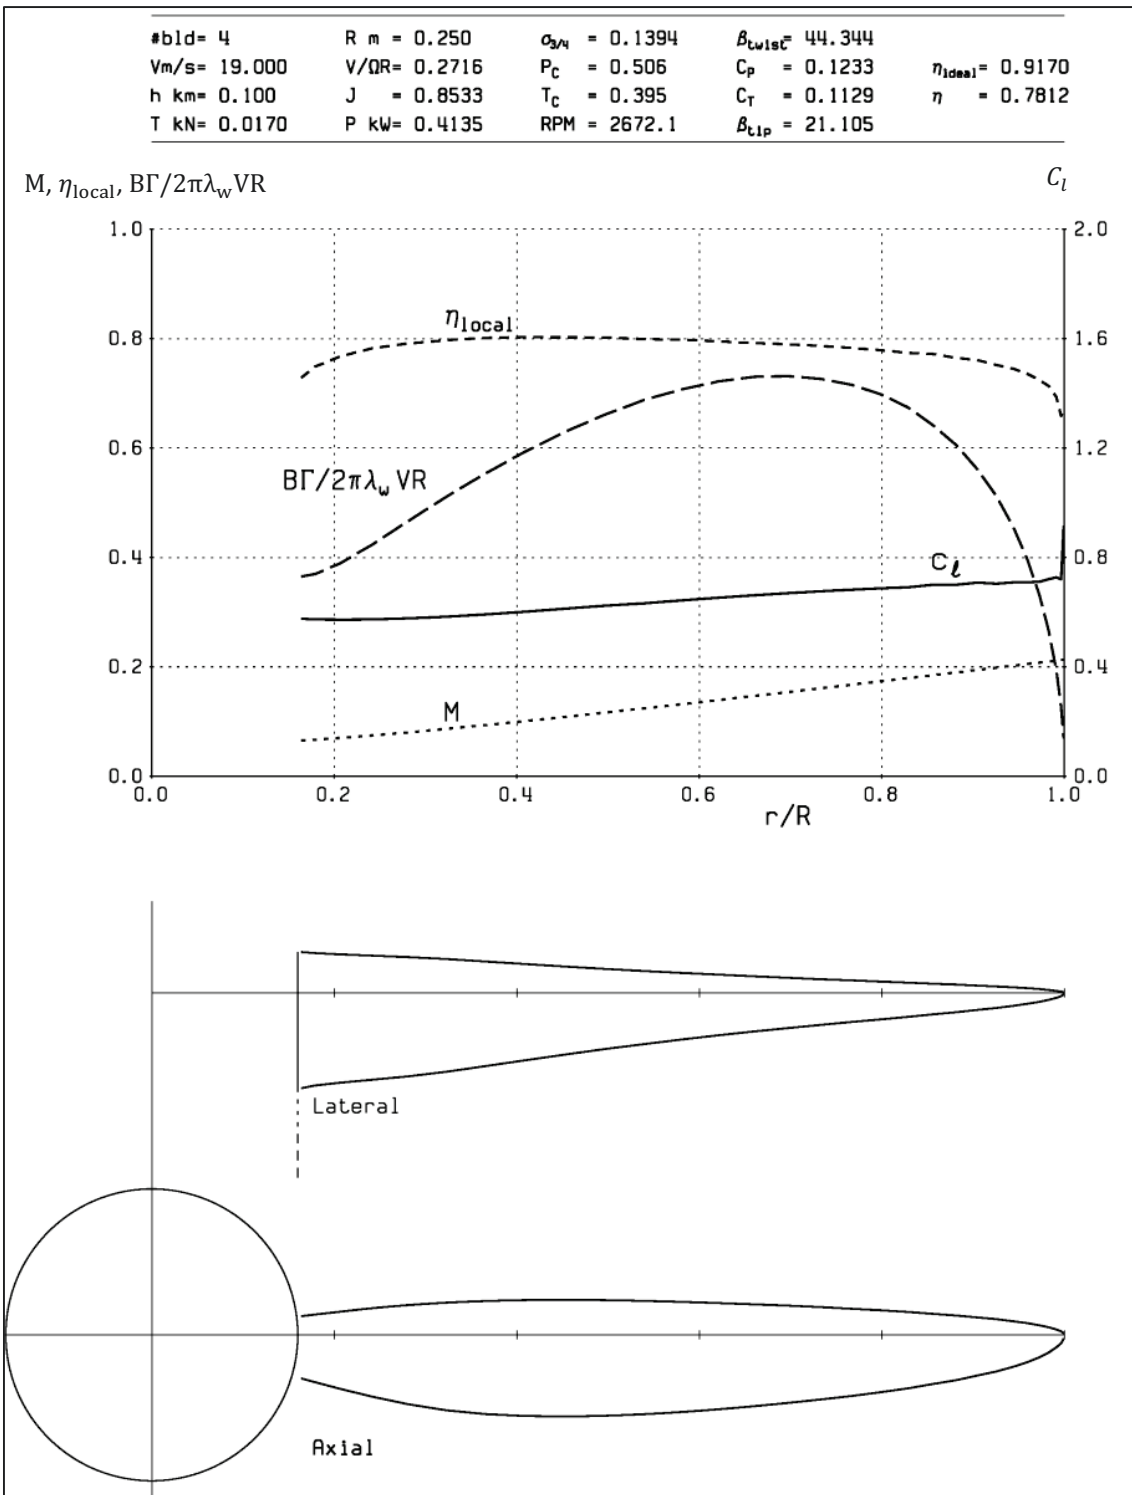 #bld= 4 R m = 0.250 σ3/4 = 0.1394 βtwist= 44.344
Vm/s= 19.000 V/ΩR= 0.2716 PC = 0.506 CP = 0.1233 ηideal= 0.9170
h km= 0.100 J = 0.8533 TC = 0.395 CT = 0.1129 η = 0.7812
T kN= 0.0170 P kW= 0.4135 RPM = 2672.1 βtip = 21.105
M, ηlocal, BΓ/2πλwVR Cl
1.0 2.0
ηlocal
0.8 1.6
0.6 1.2
BΓ/2πλwVR
0.4 0.8
Cℓ
0.2 0.4
M
0.0 0.0
0.0 0.2 0.4 0.6 0.8 1.0
r/R
Lateral
Axial